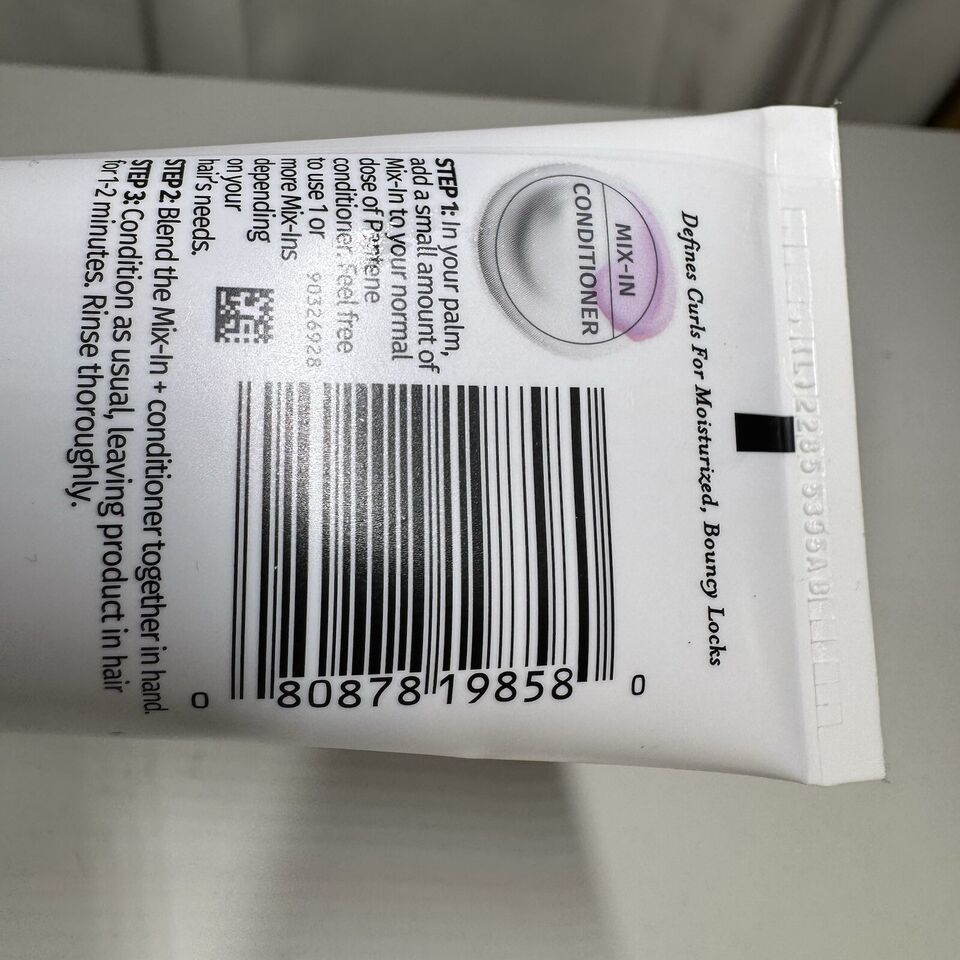 Defines Curls For Moisturized, Bouncy Locks
MIX-IN
CONDITIONER
STEP 1: In your palm,
add a small amount of
Mix-In to your normal
dose of Pantene
conditioner. Feel free
to use 1 or
more Mix-Ins
depending
on your
hair's needs.
STEP 2: Blend the Mix-In + conditioner together in hand.
STEP 3: Condition as usual, leaving product in hair
for 1-2 minutes. Rinse thoroughly.
90326928
0 80878 19858 0